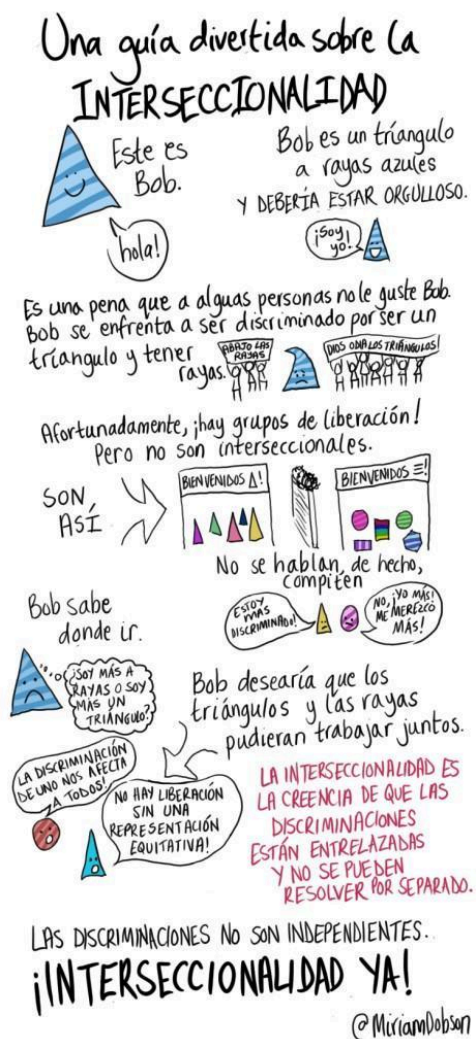 Una guía divertida sobre la
INTERSECCIONALIDAD
Este es
Bob.
hola!
Bob es un tríangulo
a rayas azules
Y DEBERÍA ESTAR ORGULLOSO.
¡Soy
yo!
Es una pena que a alguas personas no le guste Bob.
Bob se enfrenta a ser discriminado por ser un
tríangulo y tener
rayas.
ABAJO LAS
RAYAS
DIOS ODIA LOS TRIÁNGULOS!
Afortunadamente, ¡hay grupos de liberación!
Pero no son interseccionales.
SON
ASÍ
BIENVENIDOS Δ!
BIENVENIDOS ☰!
No se hablan, de hecho,
compiten
ESTOY
MAS
DISCRIMINADO!
NO, ¡YO MÁS!
ME MEREZCO
MÁS!
Bob sabe
donde ir.
¿SOY MÁS A
RAYAS O SOY
MÁS UN
TRIÁNGULO?
Bob desearía que los
triángulos y las rayas
pudieran trabajar juntos.
LA DISCRIMINACIÓN
DE UNO NOS AFECTA
A TODOS!
NO HAY LIBERACIÓN
SIN UNA
REPRESENTACIÓN
EQUITATIVA!
LA INTERSECCIONALIDAD ES
LA CREENCIA DE QUE LAS
DISCRIMINACIONES
ESTÁN ENTRELAZADAS
Y NO SE PUEDEN
RESOLVER POR SEPARADO.
LAS DISCRIMINACIONES NO SON INDEPENDIENTES.
¡INTERSECCIONALIDAD YA!
@MiriamDobson